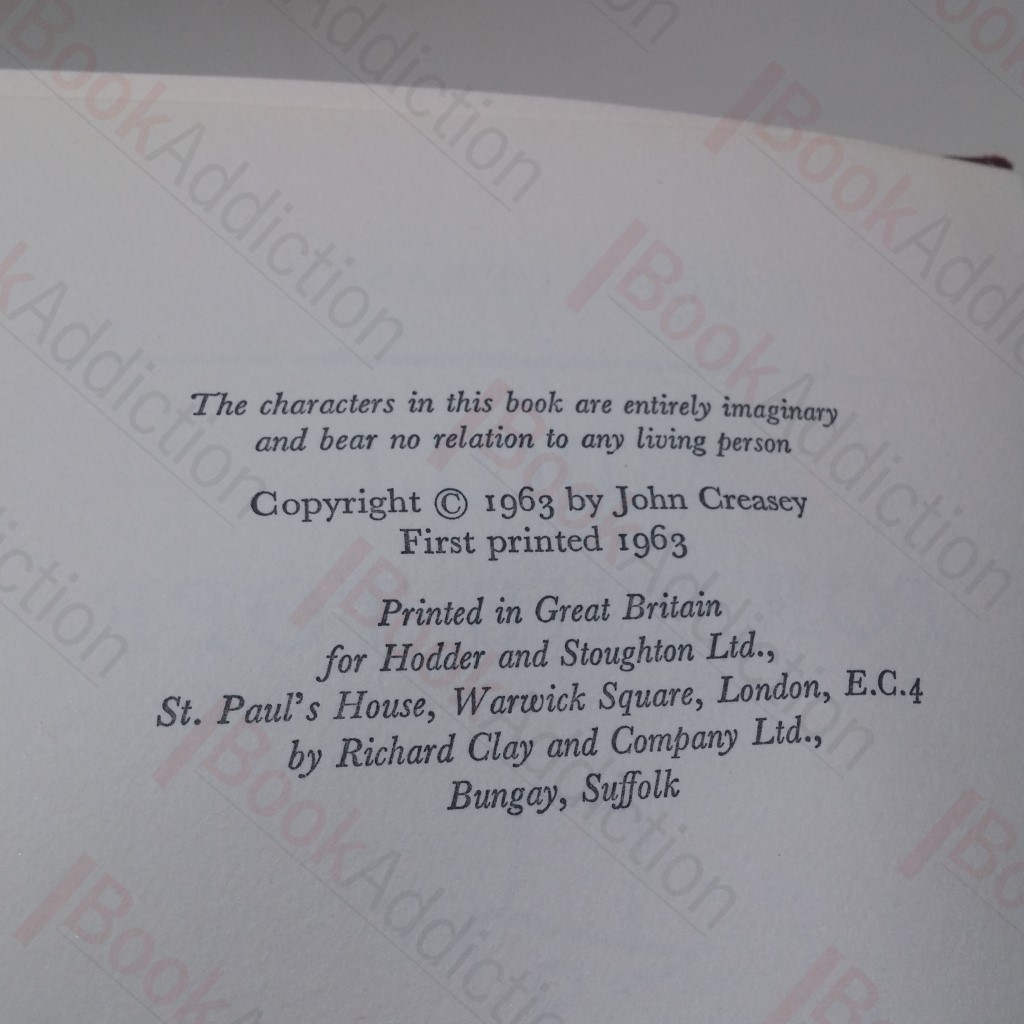 The characters in this book are entirely imaginary
and bear no relation to any living person
Copyright © 1963 by John Creasey
First printed 1963
Printed in Great Britain
for Hodder and Stoughton Ltd.,
St. Paul's House, Warwick Square, London, E.C.4
by Richard Clay and Company Ltd.,
Bungay, Suffolk
BookAddiction